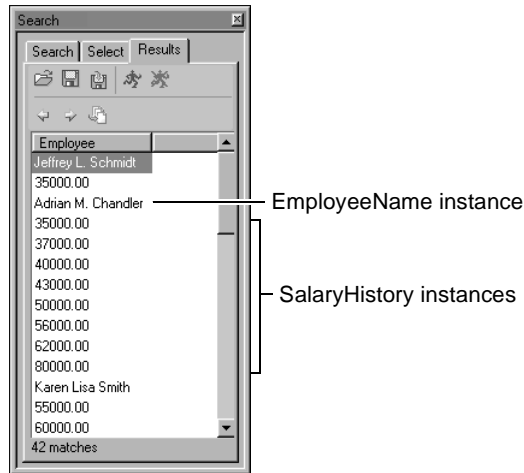 Search
Search Select Results
Employee
Jeffrey L. Schmidt
35000.00
Adrian M. Chandler
EmployeeName instance
35000.00
37000.00
40000.00
43000.00
SalaryHistory instances
50000.00
56000.00
62000.00
80000.00
Karen Lisa Smith
55000.00
60000.00
42 matches